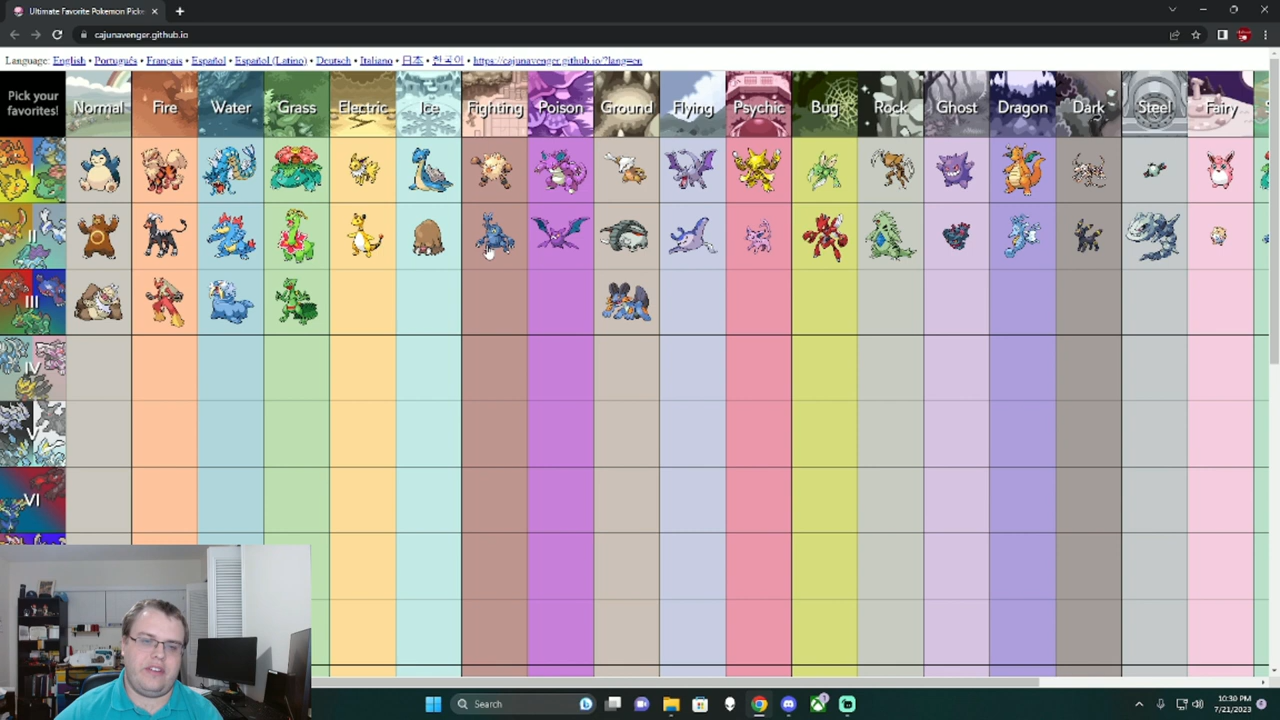 Ultimate Favorite Pokemon Picke
cajunavenger.github.io
Language: English • Português • Français • Español • Español (Latino) • Deutsch • Italiano • 日本 • 한국어 • https://cajunavenger.github.io/?lang=en
Pick your favorites!
Normal Fire Water Grass Electric Ice Fighting Poison Ground Flying Psychic Bug Rock Ghost Dragon Dark Steel Fairy S
I
II
III
IV
V
VI
Search
10:30 PM
7/21/2023